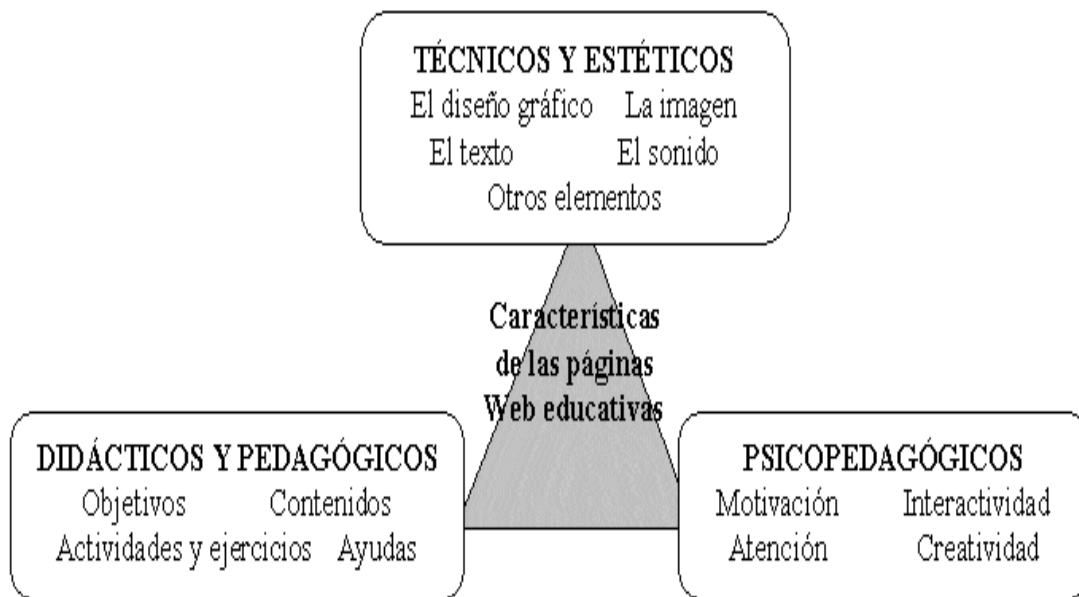 TÉCNICOS Y ESTÉTICOS
El diseño gráfico La imagen
El texto El sonido
Otros elementos
Características
de las páginas
Web educativas
DIDÁCTICOS Y PEDAGÓGICOS
Objetivos Contenidos
Actividades y ejercicios Ayudas
PSICOPEDAGÓGICOS
Motivación Interactividad
Atención Creatividad